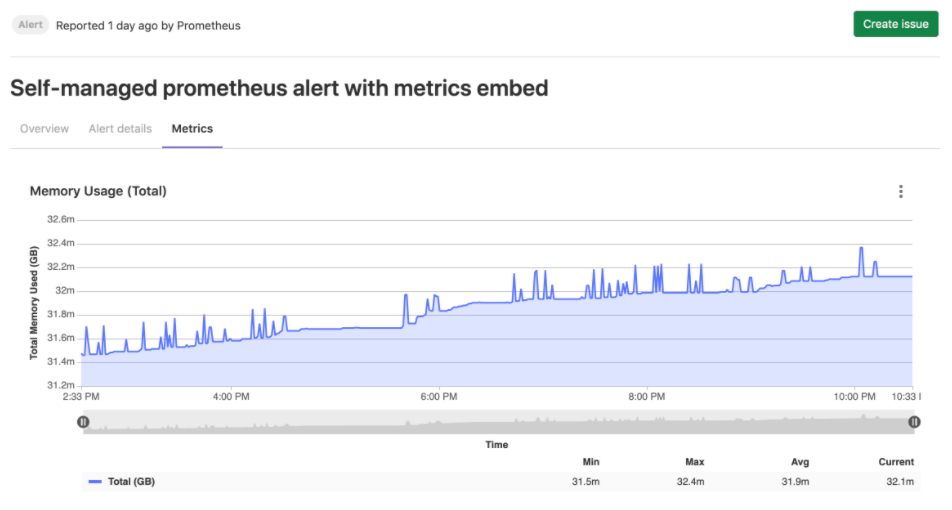 Alert Reported 1 day ago by Prometheus Create issue
Self-managed prometheus alert with metrics embed
Overview Alert details Metrics
Memory Usage (Total)
Total Memory Used (GB)
32.6m
32.4m
32.2m
32m
31.8m
31.6m
31.4m
31.2m
2:33 PM 4:00 PM 6:00 PM 8:00 PM 10:00 PM 10:33 
Time
Min Max Avg Current
Total (GB) 31.5m 32.4m 31.9m 32.1m